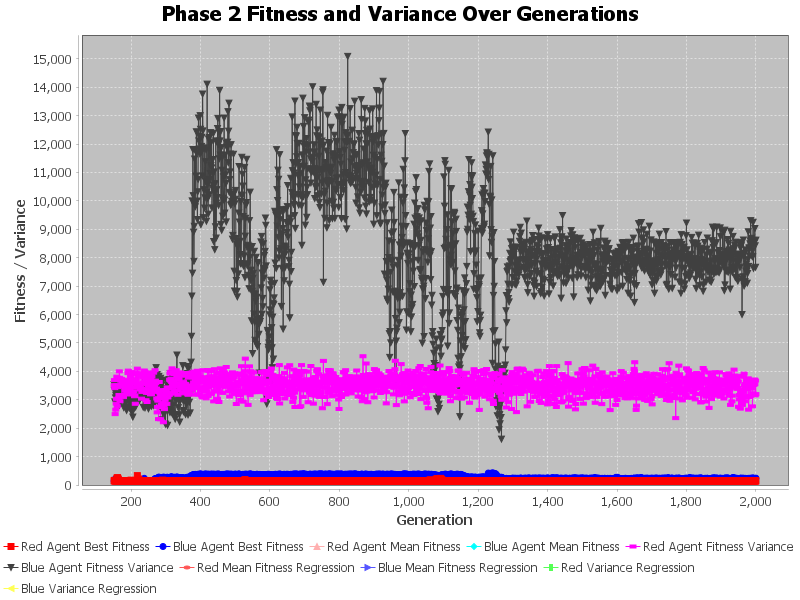 Phase 2 Fitness and Variance Over Generations
Fitness / Variance
15,000
14,000
13,000
12,000
11,000
10,000
9,000
8,000
7,000
6,000
5,000
4,000
3,000
2,000
1,000
0
200 400 600 800 1,000 1,200 1,400 1,600 1,800 2,000
Generation
Red Agent Best Fitness Blue Agent Best Fitness Red Agent Mean Fitness Blue Agent Mean Fitness Red Agent Fitness Variance
Blue Agent Fitness Variance Red Mean Fitness Regression Blue Mean Fitness Regression Red Variance Regression
Blue Variance Regression